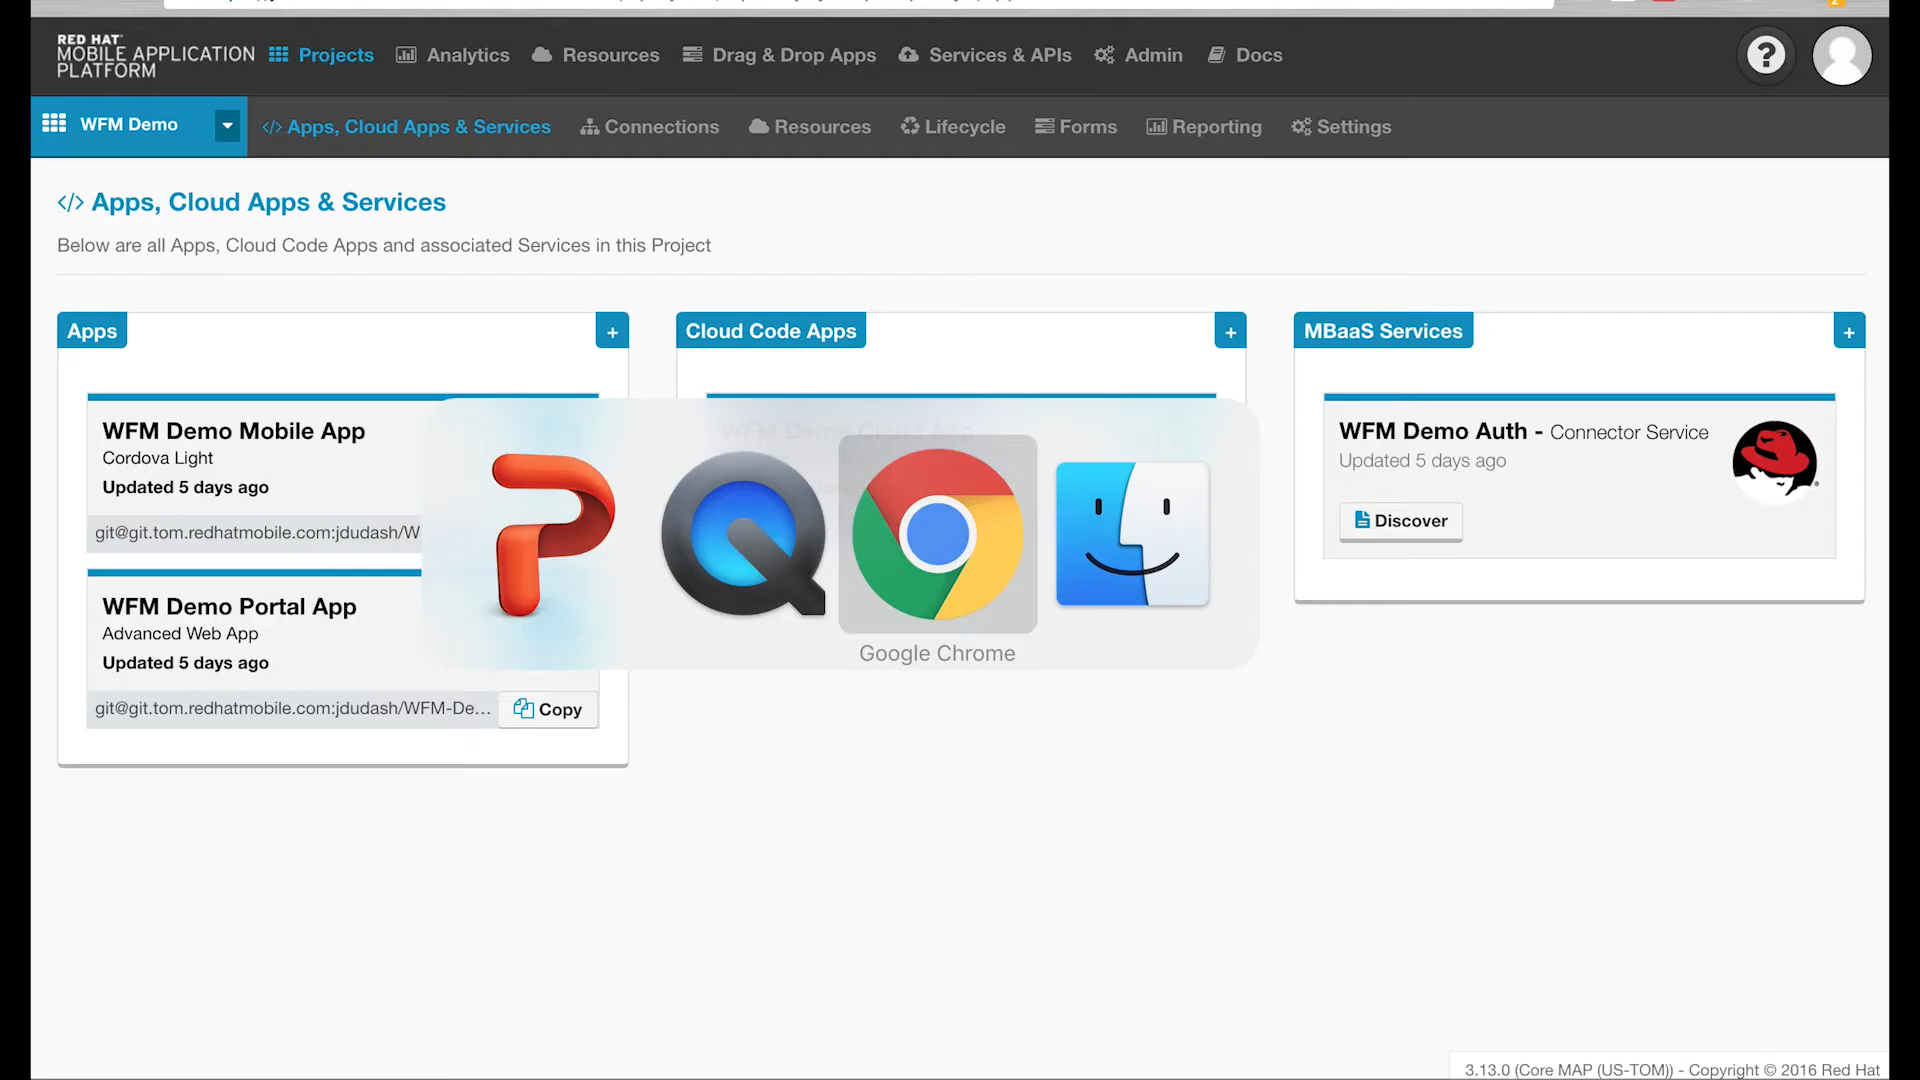 RED HAT
MOBILE APPLICATION
PLATFORM
Projects
Analytics
Resources
Drag & Drop Apps
Services & APIs
Admin
Docs
?
WFM Demo
</> Apps, Cloud Apps & Services
Connections
Resources
Lifecycle
Forms
Reporting
Settings
</> Apps, Cloud Apps & Services
Below are all Apps, Cloud Code Apps and associated Services in this Project
Apps
+
Cloud Code Apps
+
MBaaS Services
+
WFM Demo Mobile App
Cordova Light
Updated 5 days ago
git@git.tom.redhatmobile.com:jdudash/W
WFM Demo Portal App
Advanced Web App
Updated 5 days ago
git@git.tom.redhatmobile.com:jdudash/WFM-De...
Copy
WFM Demo Cloud App
WFM Demo Auth - Connector Service
Updated 5 days ago
Discover
Google Chrome
3.13.0 (Core MAP (US-TOM)) - Copyright © 2016 Red Hat